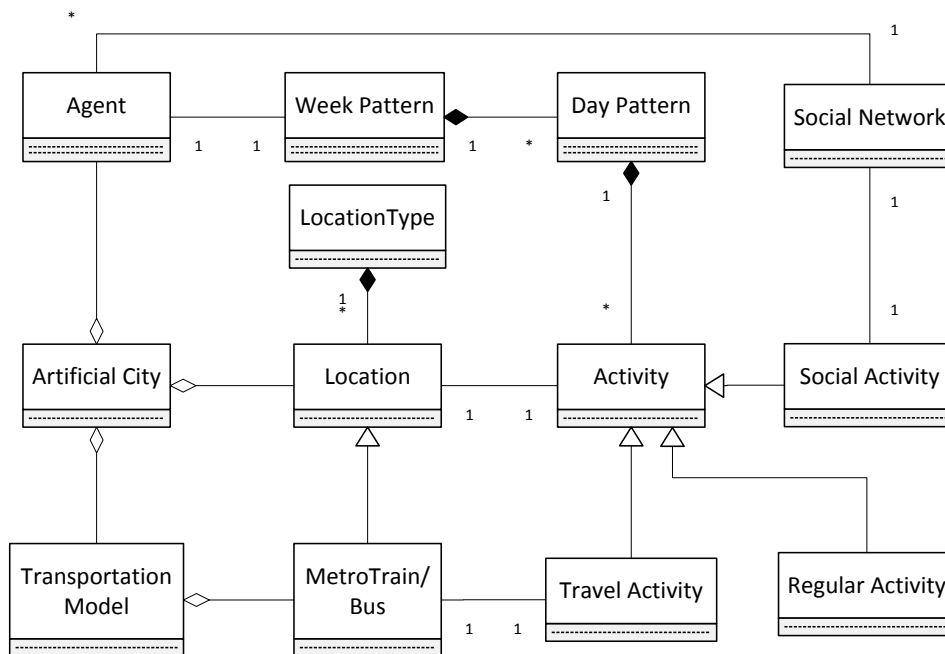 *
1
Agent
Week Pattern
Day Pattern
Social Network
1
1
1
*
1
1
LocationType
1
*
*
1
Artificial City
Location
Activity
Social Activity
1
1
Transportation
Model
MetroTrain/
Bus
Travel Activity
Regular Activity
1
1